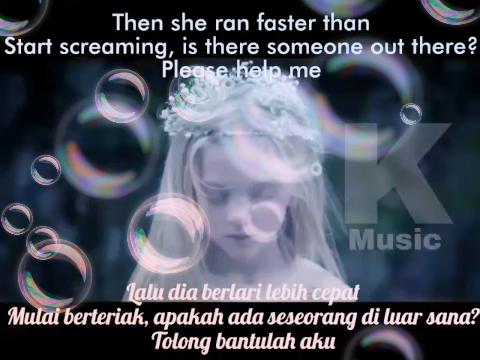 Then she ran faster than
Start screaming, is there someone out there?
Please help me
K
Music
Lalu dia berlari lebih cepat
Mulai berteriak, apakah ada seseorang di luar sana?
Tolong bantulah aku